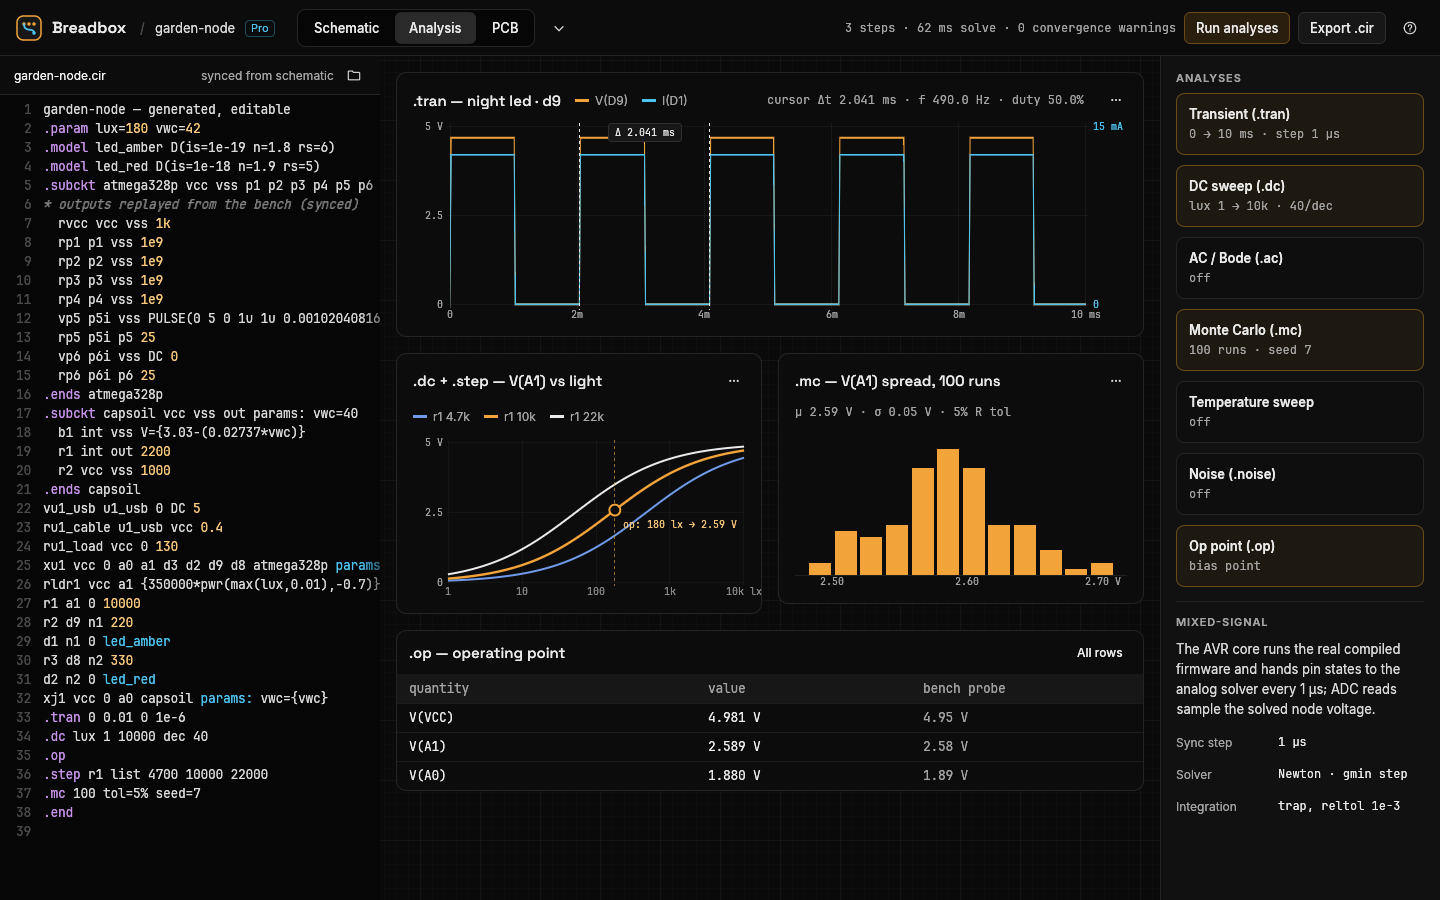 Breadbox / garden-node Pro Schematic Analysis PCB 3 steps · 62 ms solve · 0 convergence warnings Run analyses Export .cir
garden-node.cir synced from schematic
1 garden-node — generated, editable
2 .param lux=180 vwc=42
3 .model led_amber D(is=1e-19 n=1.8 rs=6)
4 .model led_red D(is=1e-18 n=1.9 rs=5)
5 .subckt atmega328p vcc vss p1 p2 p3 p4 p5 p6
6 * outputs replayed from the bench (synced)
7 rvcc vcc vss 1k
8 rp1 p1 vss 1e9
9 rp2 p2 vss 1e9
10 rp3 p3 vss 1e9
11 rp4 p4 vss 1e9
12 vp5 p5i vss PULSE(0 5 0 1u 1u 0.00102040816
13 rp5 p5i p5 25
14 vp6 p6i vss DC 0
15 rp6 p6i p6 25
16 .ends atmega328p
17 .subckt capsoil vcc vss out params: vwc=40
18 b1 int vss V={3.03-(0.02737*vwc)}
19 r1 int out 2200
20 r2 vcc vss 1000
21 .ends capsoil
22 vu1_usb u1_usb 0 DC 5
23 ru1_cable u1_usb vcc 0.4
24 ru1_load vcc 0 130
25 xu1 vcc 0 a0 a1 d3 d2 d9 d8 atmega328p params
26 rldr1 vcc a1 {350000*pwr(max(lux,0.01),-0.7)}
27 r1 a1 0 10000
28 r2 d9 n1 220
29 d1 n1 0 led_amber
30 r3 d8 n2 330
31 d2 n2 0 led_red
32 xj1 vcc 0 a0 capsoil params: vwc={vwc}
33 .tran 0 0.01 0 1e-6
34 .dc lux 1 10000 dec 40
35 .op
36 .step r1 list 4700 10000 22000
37 .mc 100 tol=5% seed=7
38 .end
39
.tran — night led · d9 V(D9) I(D1) cursor Δt 2.041 ms · f 490.0 Hz · duty 50.0%
5 V Δ 2.041 ms 15 mA
2.5
0 0
0 2m 4m 6m 8m 10 ms
.dc + .step — V(A1) vs light
r1 4.7k r1 10k r1 22k
5 V
2.5
op: 180 lx → 2.59 V
0
1 10 100 1k 10k lx
.mc — V(A1) spread, 100 runs
μ 2.59 V · σ 0.05 V · 5% R tol
2.50 2.60 2.70 V
.op — operating point All rows
quantity value bench probe
V(VCC) 4.981 V 4.95 V
V(A1) 2.589 V 2.58 V
V(A0) 1.880 V 1.89 V
ANALYSES
Transient (.tran)
0 → 10 ms · step 1 µs
DC sweep (.dc)
lux 1 → 10k · 40/dec
AC / Bode (.ac)
off
Monte Carlo (.mc)
100 runs · seed 7
Temperature sweep
off
Noise (.noise)
off
Op point (.op)
bias point
MIXED-SIGNAL
The AVR core runs the real compiled
firmware and hands pin states to the
analog solver every 1 µs; ADC reads
sample the solved node voltage.
Sync step 1 µs
Solver Newton · gmin step
Integration trap, reltol 1e-3